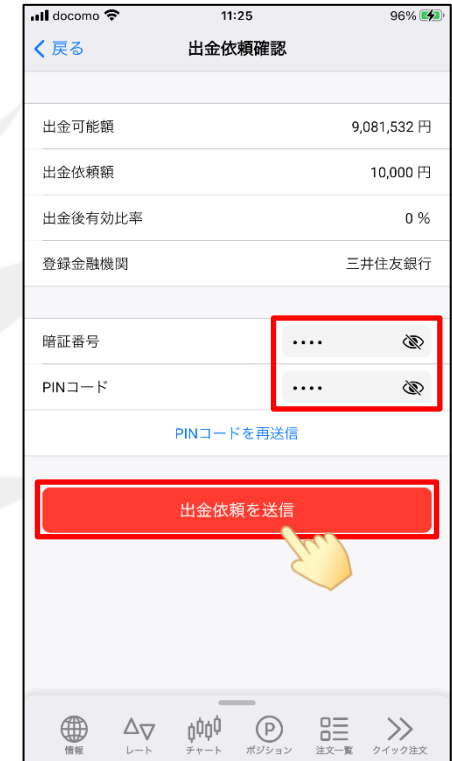 docomo 11:25 96%
戻る 出金依頼確認
出金可能額 9,081,532 円
出金依頼額 10,000 円
出金後有効比率 0 %
登録金融機関 三井住友銀行
暗証番号 ••••
PINコード ••••
PINコードを再送信
出金依頼を送信
P
情報 レート チャート ポジション 注文一覧 クイック注文